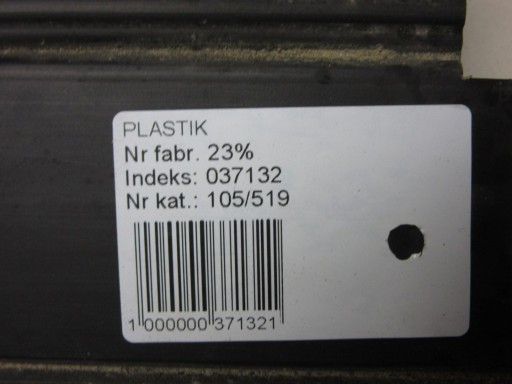 PLASTIK
Nr fabr. 23%
Indeks: 037132
Nr kat.: 105/519
1 000000 371321